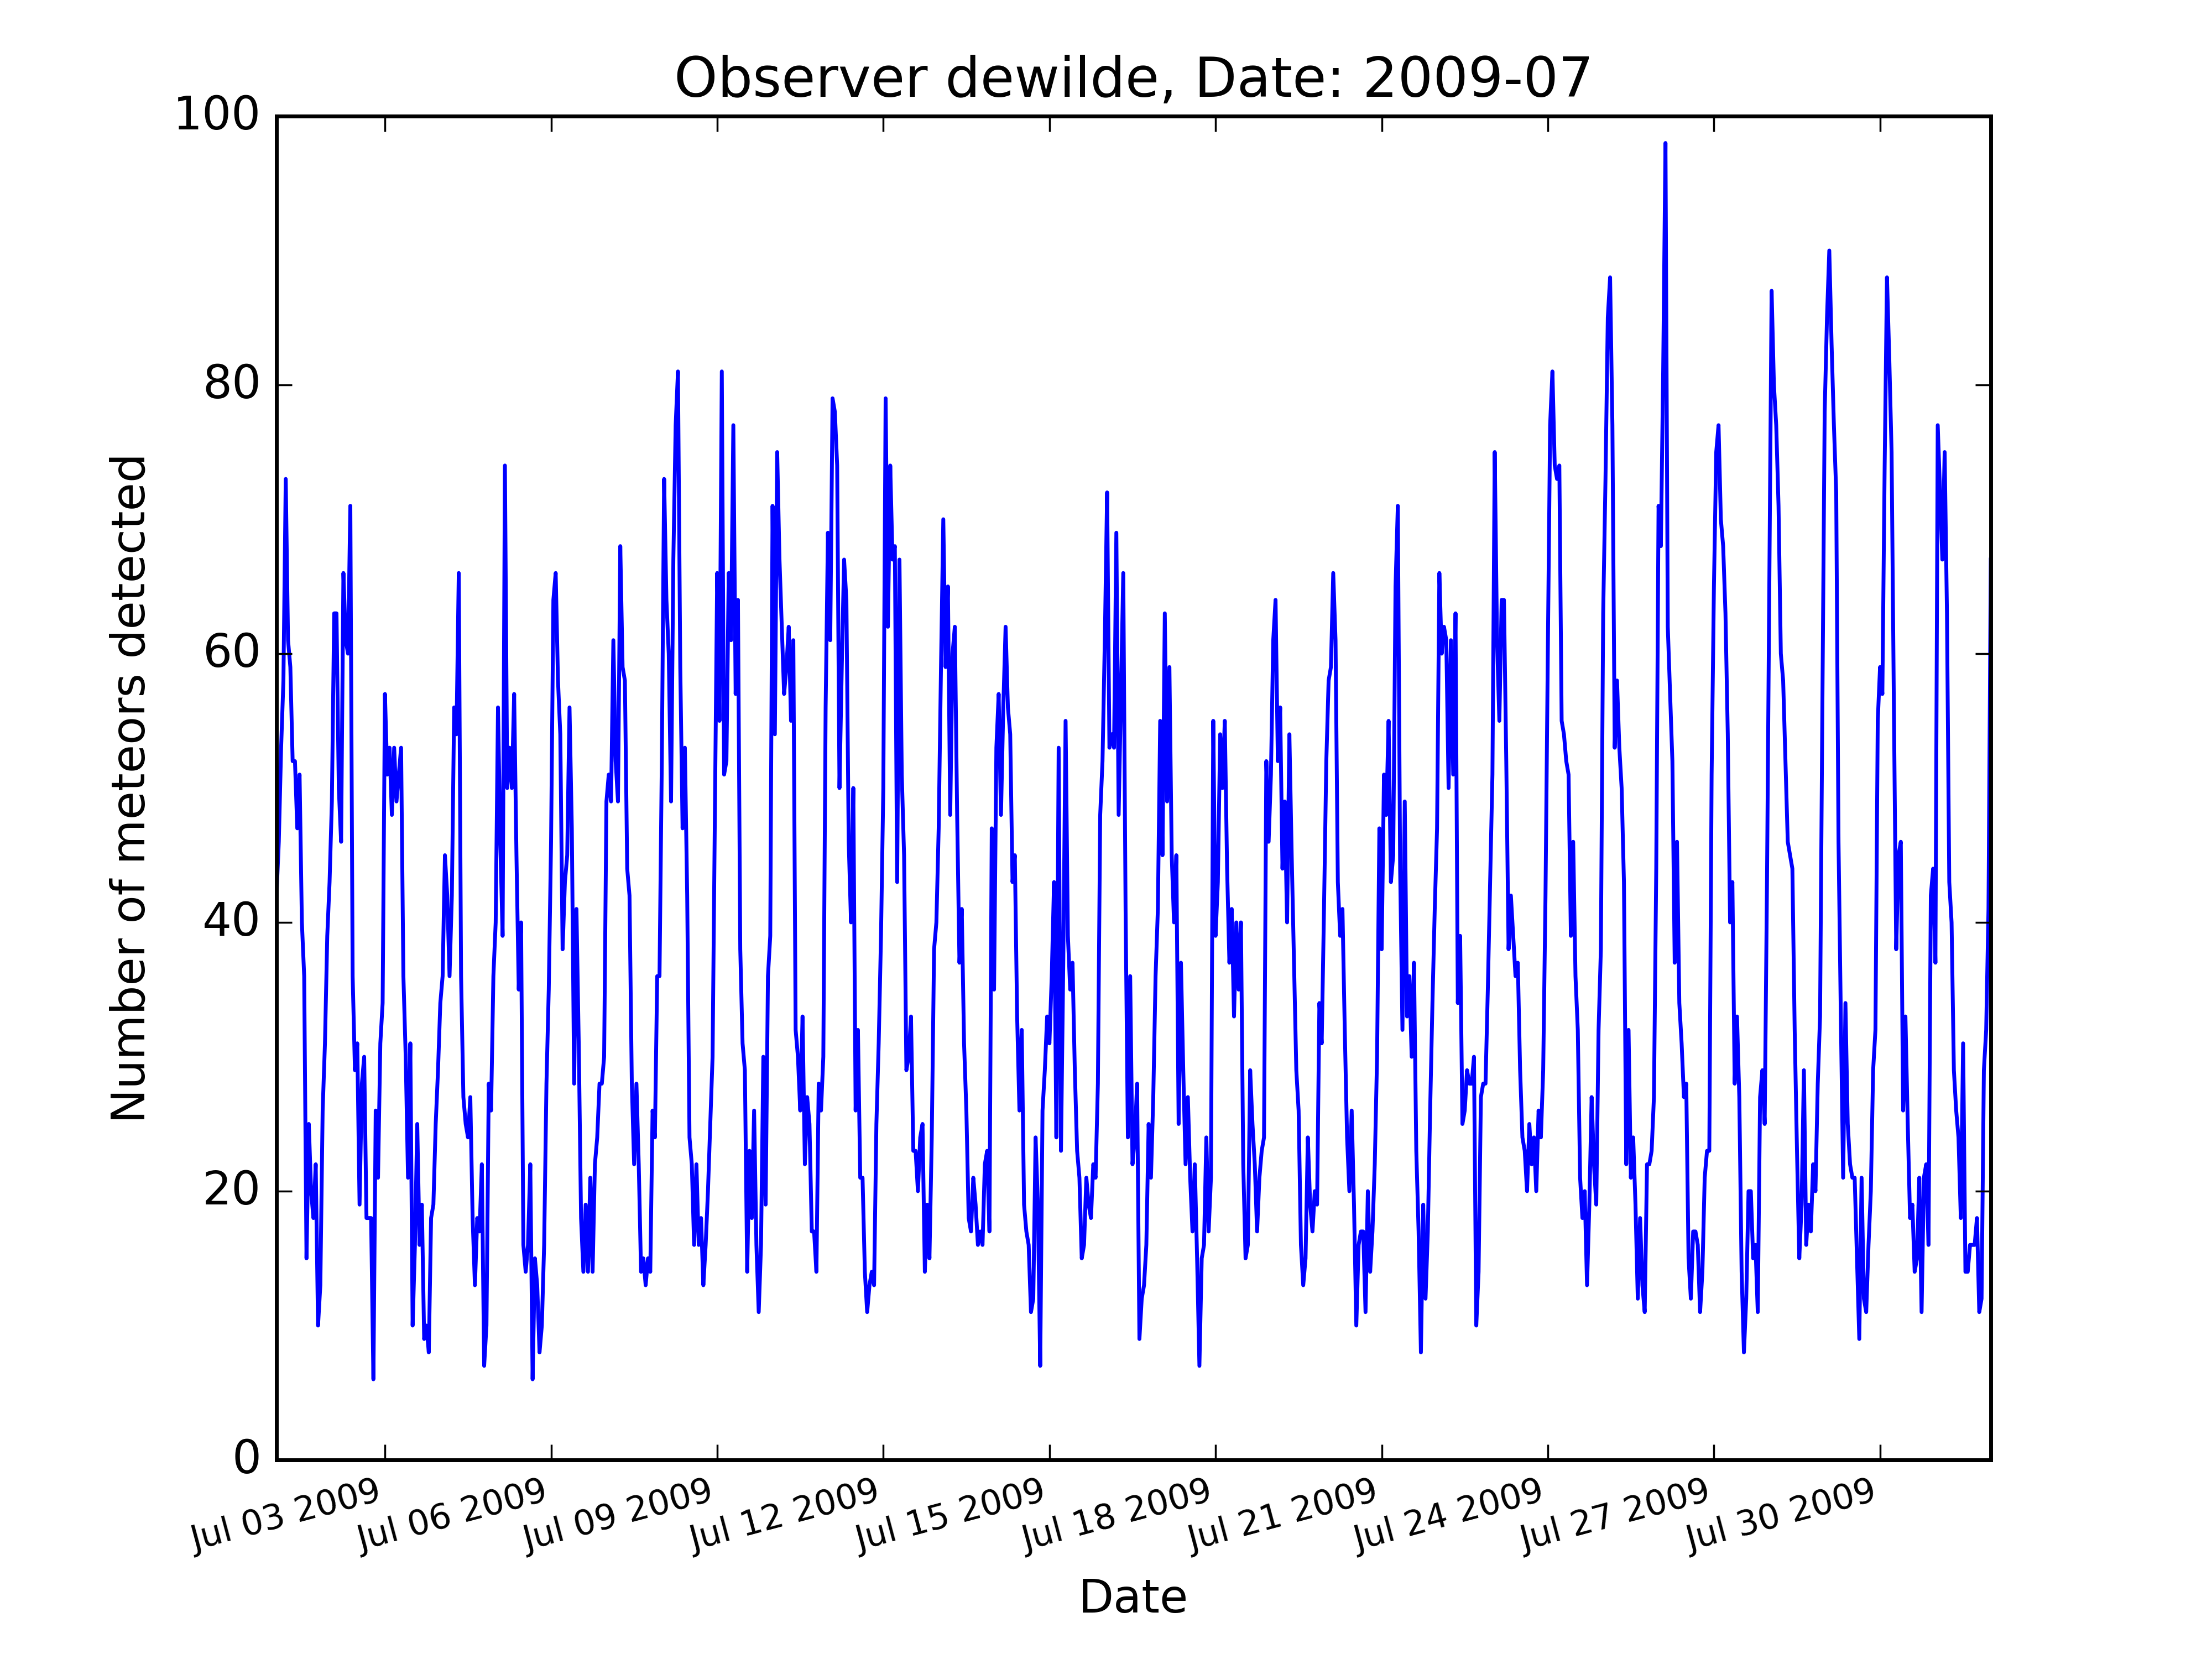 Observer dewilde, Date: 2009-07
100
80
60
40
20
0
Number of meteors detected
Jul 03 2009
Jul 06 2009
Jul 09 2009
Jul 12 2009
Jul 15 2009
Jul 18 2009
Jul 21 2009
Jul 24 2009
Jul 27 2009
Jul 30 2009
Date